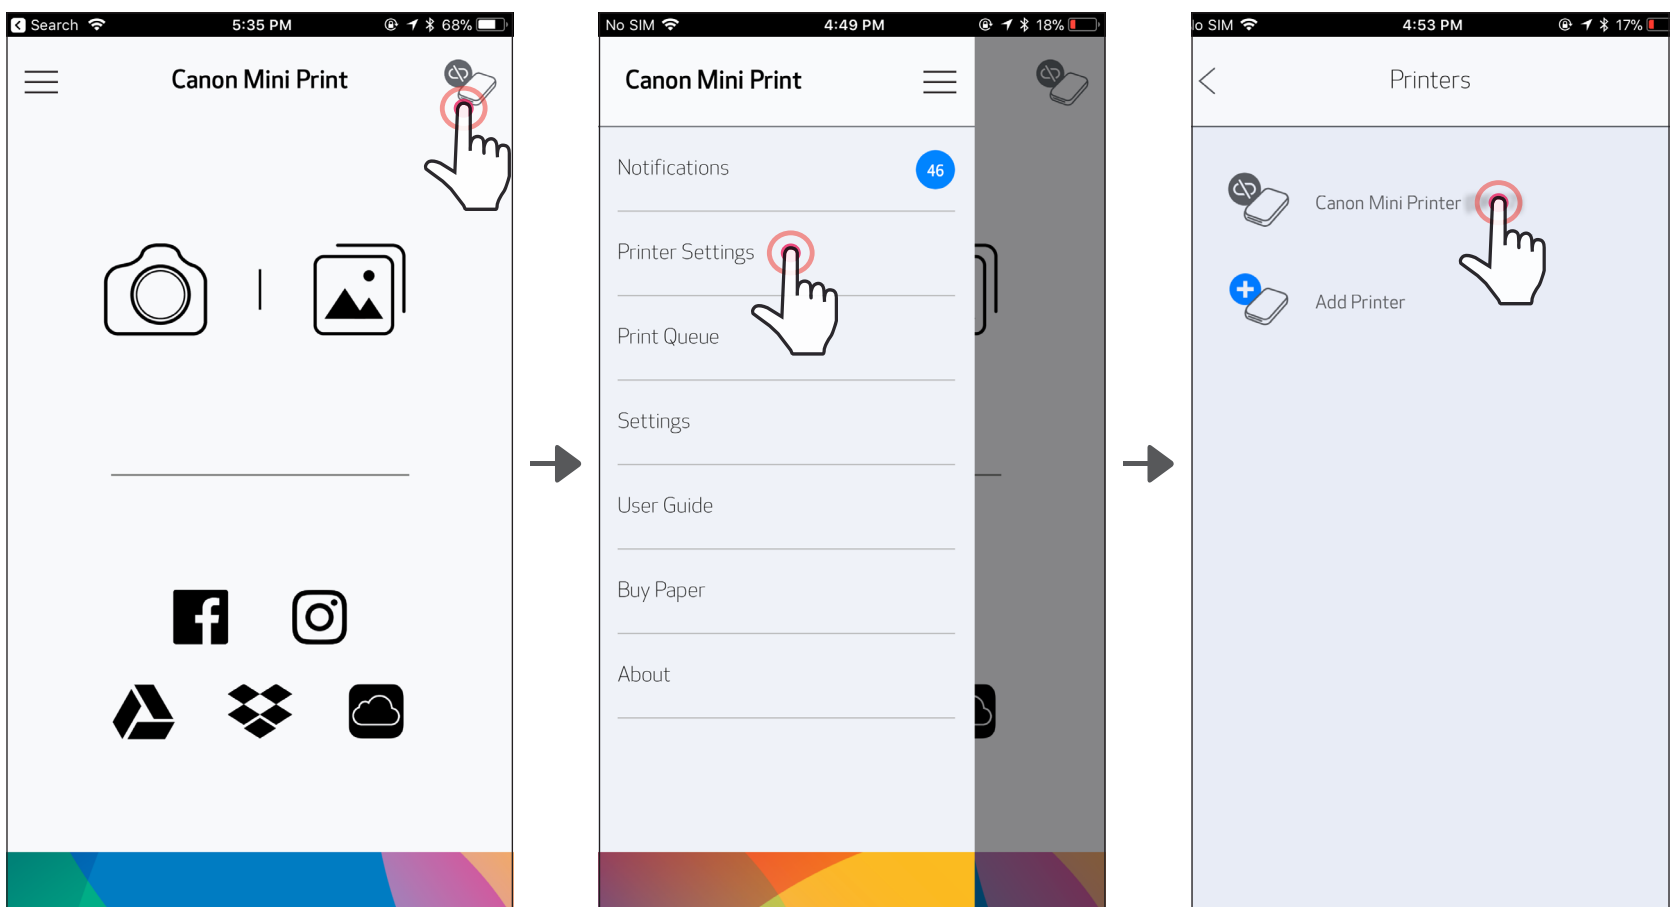 Search 5:35 PM 68%
Canon Mini Print
No SIM 4:49 PM 18%
Canon Mini Print
Notifications 46
Printer Settings
Print Queue
Settings
User Guide
Buy Paper
About
lo SIM 4:53 PM 17%
Printers
Canon Mini Printer
Add Printer